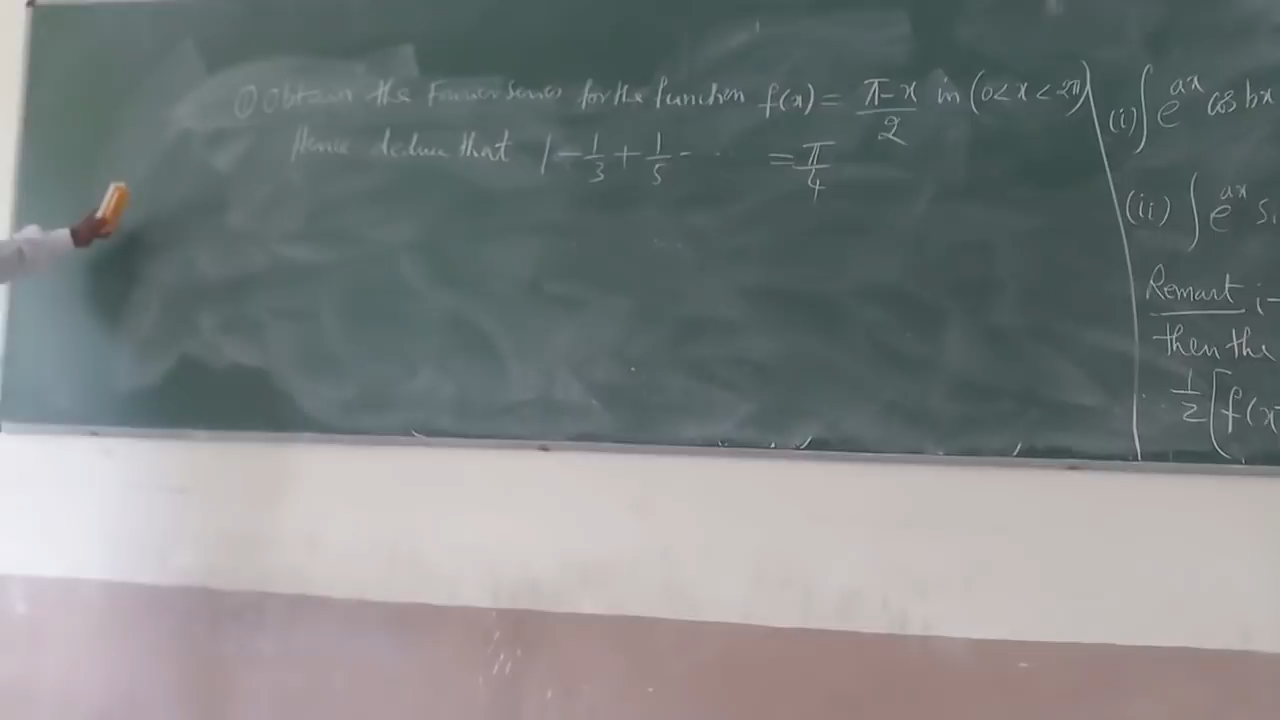 ① Obtain the Fourier Series for the function f(x) = π-x/2 in (0<x<2π)
Hence deduce that 1 - 1/3 + 1/5 - ... = π/4
(i) ∫ e^ax cos bx
(ii) ∫ e^ax
Remark
then the
1/2 [f(x